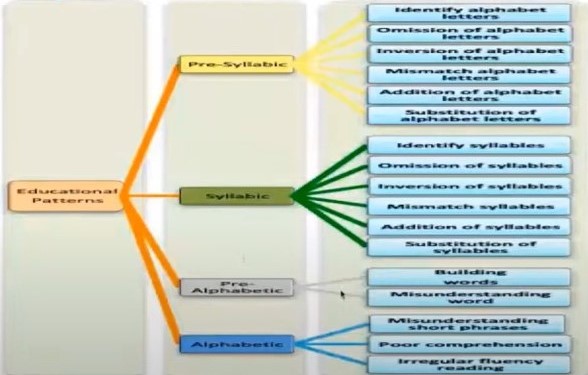 Educational
Patterns
Pre-Syllabic
Identify alphabet
letters
Omission of alphabet
letters
Inversion of alphabet
letters
Mismatch alphabet
letters
Addition of alphabet
letters
Substitution of
alphabet letters
Syllabic
Identify syllables
Omission of syllables
Inversion of syllables
Mismatch syllables
Addition of syllables
Substitution of
syllables
Pre-
Alphabetic
Building
words
Misunderstanding
word
Alphabetic
Misunderstanding
short phrases
Poor comprehension
Irregular fluency
reading